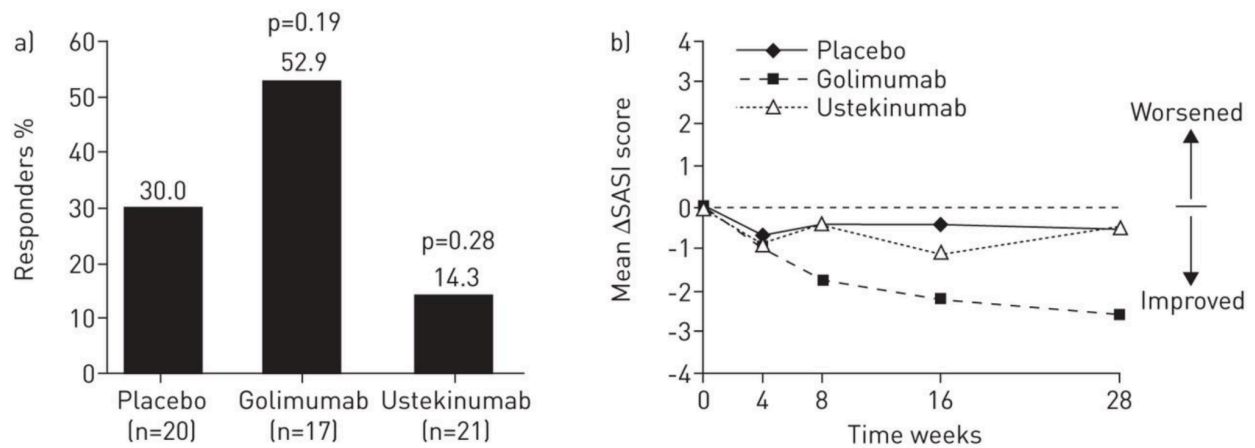 a)
Responders %
60
50
40
30
20
10
0
30.0
p=0.19
52.9
p=0.28
14.3
Placebo
(n=20)
Golimumab
(n=17)
Ustekinumab
(n=21)
b)
Mean ΔSASI score
4
3
2
1
0
-1
-2
-3
-4
Placebo
Golimumab
Ustekinumab
Worsened
Improved
0 4 8 16 28
Time weeks